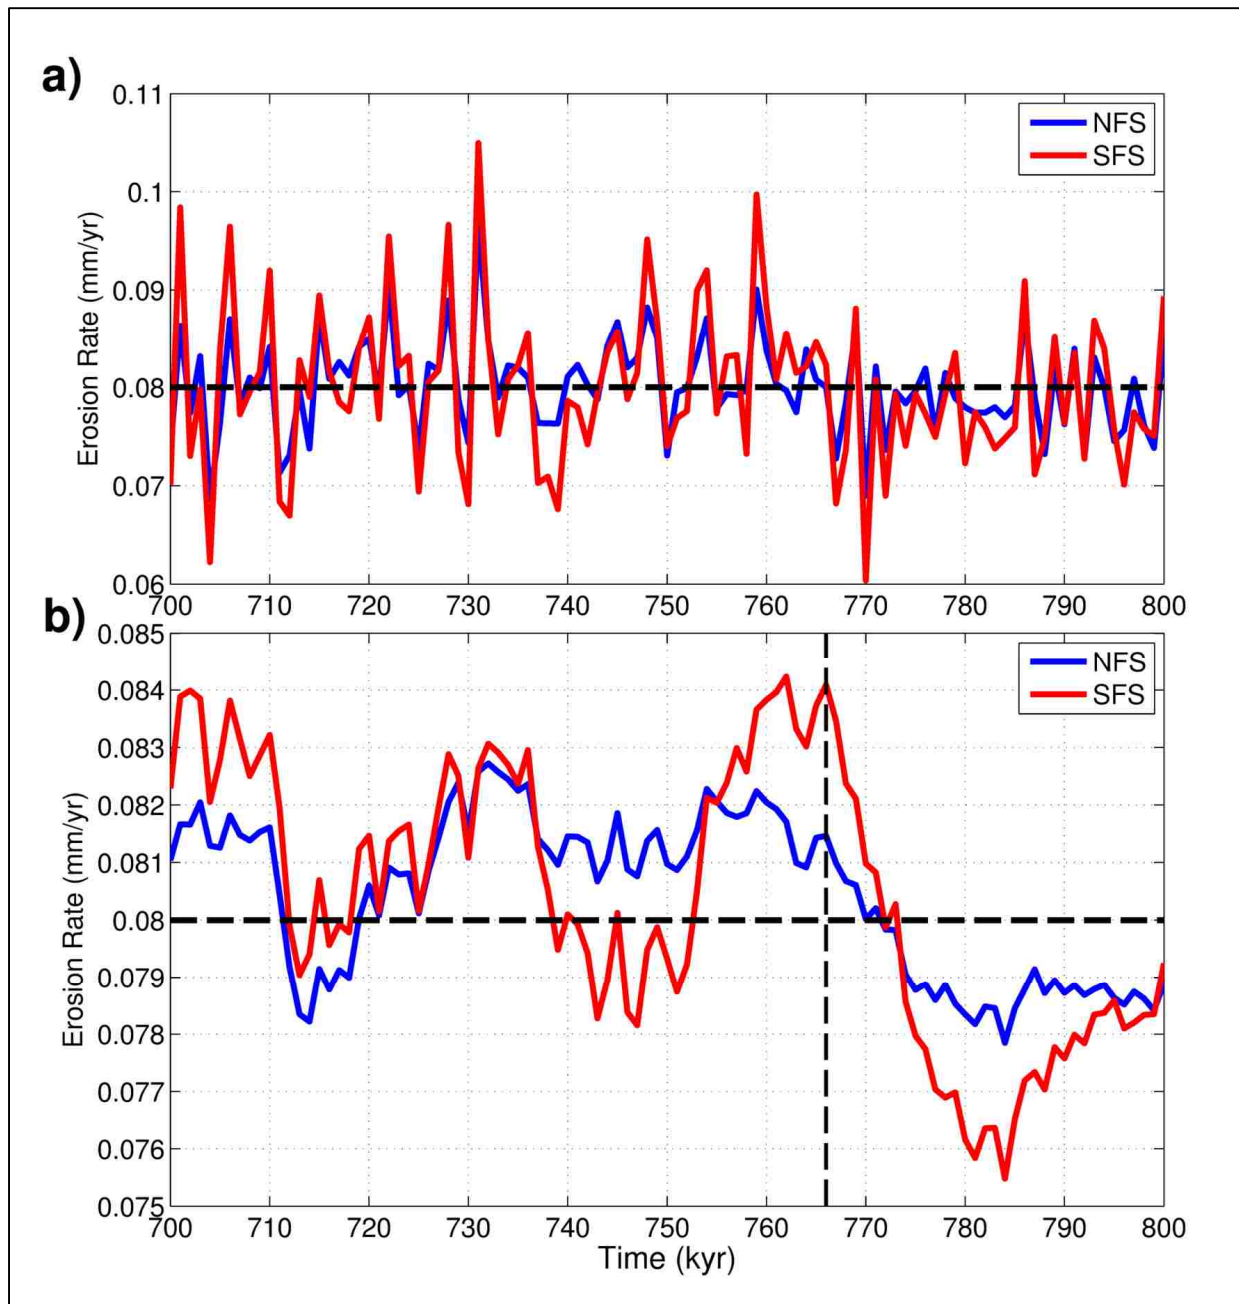 a)
0.11
0.1
0.09
0.08
0.07
0.06
Erosion Rate (mm/yr)
NFS
SFS
700 710 720 730 740 750 760 770 780 790 800
b)
0.085
0.084
0.083
0.082
0.081
0.08
0.079
0.078
0.077
0.076
0.075
Erosion Rate (mm/yr)
NFS
SFS
700 710 720 730 740 750 760 770 780 790 800
Time (kyr)